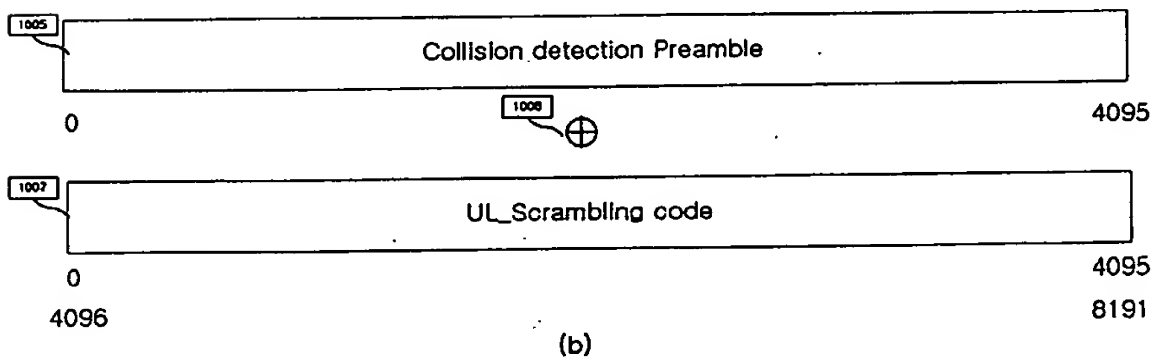 1005
Collision detection Preamble
0 4095
1006
1007
UL_Scrambling code
0 4095
4096 8191
(b)